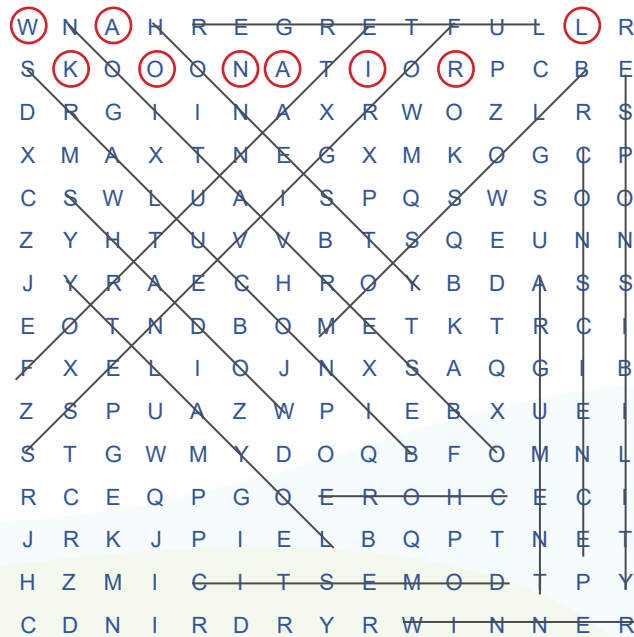 W N A H R E G R E T F U L L R
S K O O O N A T I O R P C B E
D R G I I N A X R W O Z L R S
X M A X T N E G X M K O G C P
C S W L U A I S P Q S W S O O
Z Y H T U V V B T S Q E U N N
J Y R A E C H R O Y B D A S S
E O T N D B O M E T K T R C I
F X E L I O J N X S A Q G I B
Z S P U A Z W P I E B X U E I
S T G W M Y D O Q B F O M N L
R C E Q P G O E R O H C E C I
J R K J P I E L B Q P T N E T
H Z M I C I T S E M O D T P Y
C D N I R D R Y R W I N N E R